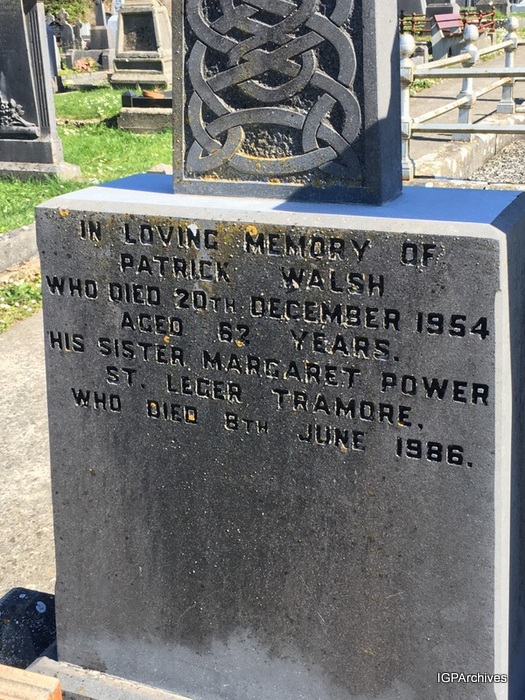 IN LOVING MEMORY OF
PATRICK WALSH
WHO DIED 20TH DECEMBER 1954
AGED 62 YEARS.
HIS SISTER MARGARET POWER
ST. LEGER TRAMORE,
WHO DIED 8TH JUNE 1986.
IGPArchives